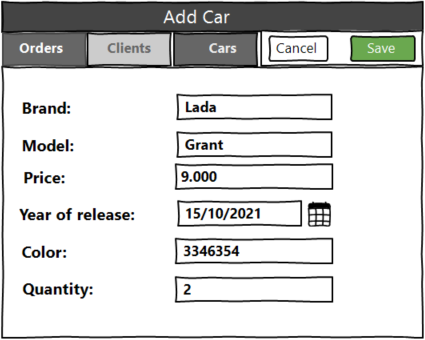 Add Car
Orders Clients Cars Cancel Save
Brand: Lada
Model: Grant
Price: 9.000
Year of release: 15/10/2021
Color: 3346354
Quantity: 2